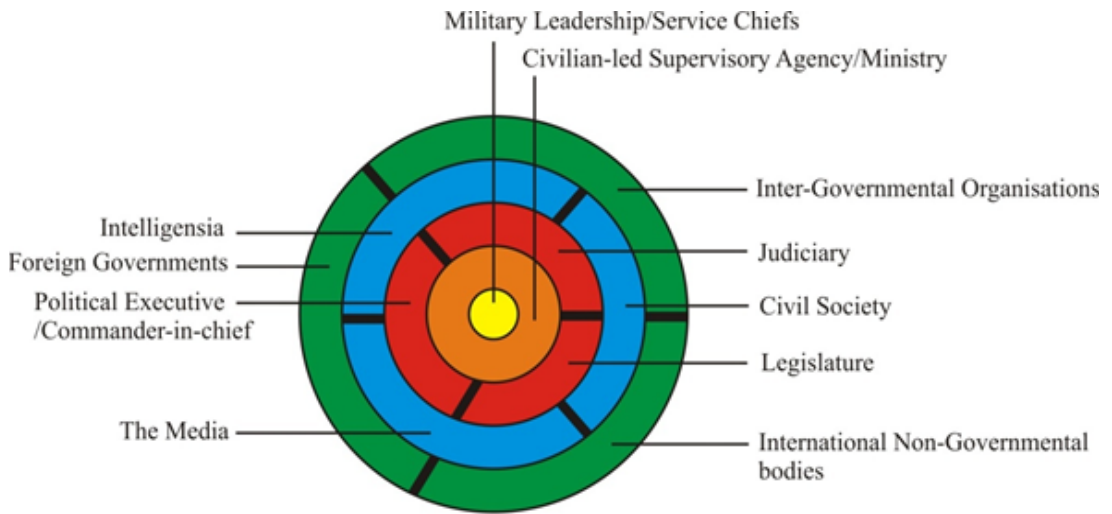 Military Leadership/Service Chiefs
Civilian-led Supervisory Agency/Ministry
Inter-Governmental Organisations
Intelligensia
Judiciary
Foreign Governments
Political Executive
/Commander-in-chief
Civil Society
Legislature
The Media
International Non-Governmental
bodies